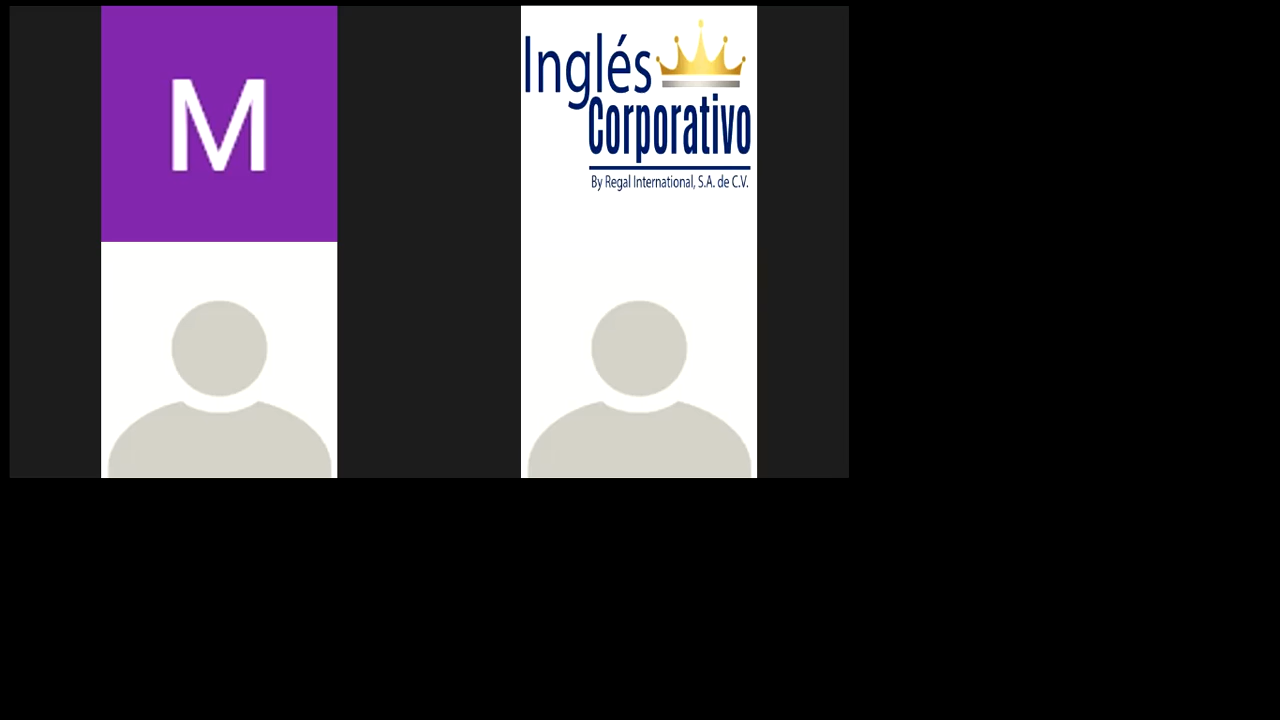 M
Inglés
Corporativo
By Regal International, S.A. de C.V.